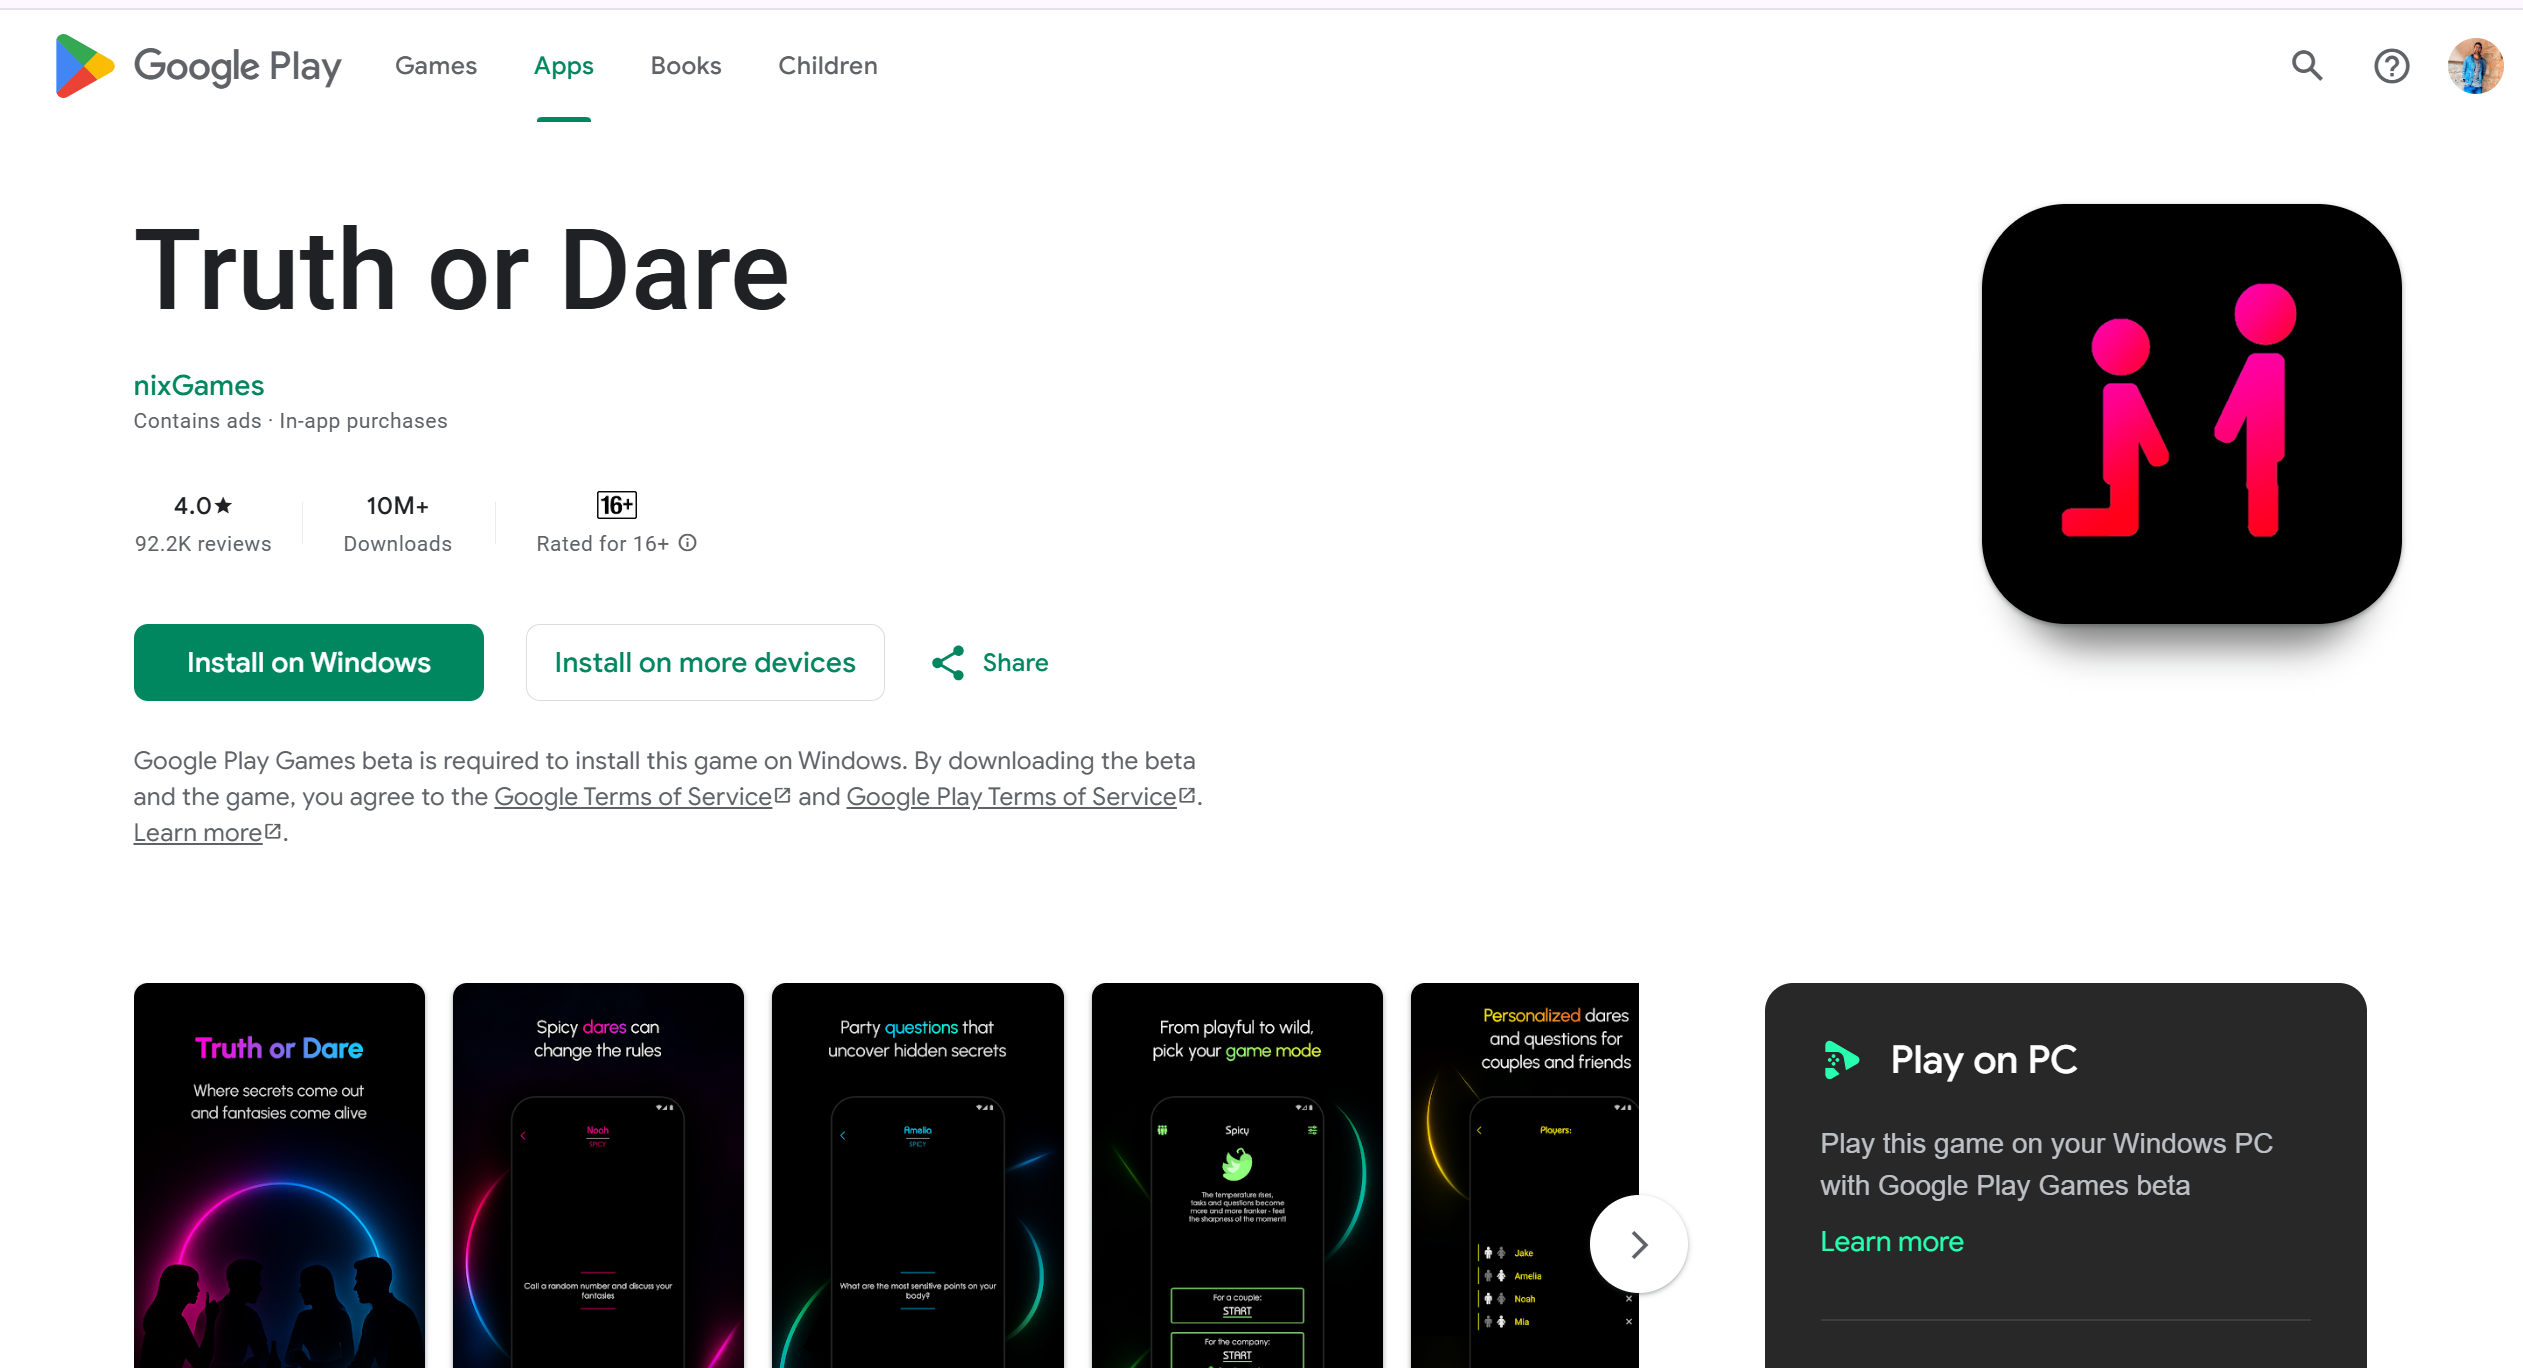 Google Play
Games
Apps
Books
Children
Truth or Dare
nixGames
Contains ads · In-app purchases
4.0★
92.2K reviews
10M+
Downloads
16+
Rated for 16+
Install on Windows
Install on more devices
Share
Google Play Games beta is required to install this game on Windows. By downloading the beta
and the game, you agree to the Google Terms of Service and Google Play Terms of Service.
Learn more.
Truth or Dare
Where secrets come out
and fantasies come alive
Spicy dares can
change the rules
Noah
SPICY
Call a random number and discuss your
fantasies
Party questions that
uncover hidden secrets
Amelia
SPICY
What are the most sensitive points on your
body?
From playful to wild,
pick your game mode
Spicy
The temperature rises,
tasks and questions become
more and more franker - feel
the sharpness of the moment!
For a couple:
START
For the company:
START
Personalized dares
and questions for
couples and friends
Players:
Jake
Amelia
Noah
Mia
Play on PC
Play this game on your Windows PC
with Google Play Games beta
Learn more